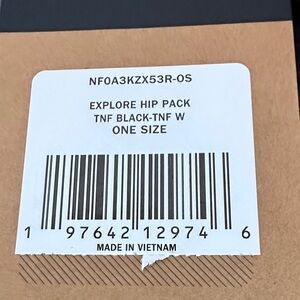 NF0A3KZX53R-OS
EXPLORE HIP PACK
TNF BLACK-TNF W
ONE SIZE
1 97642 12974 6
MADE IN VIETNAM